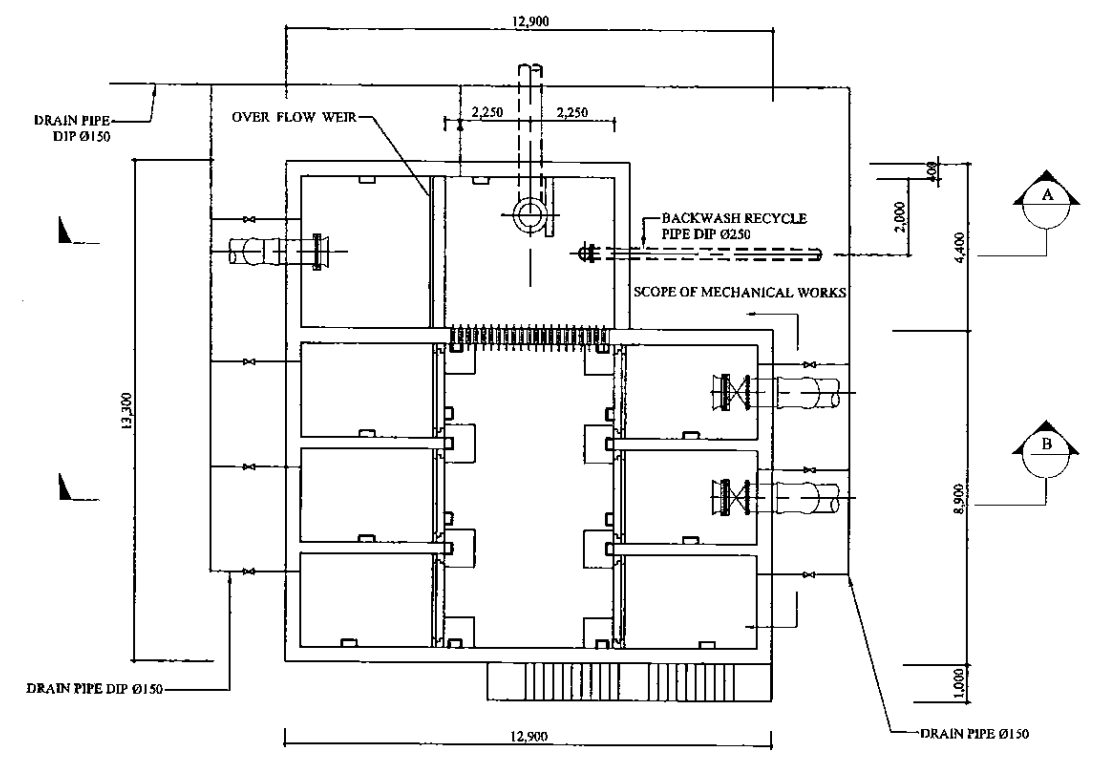 12,900
DRAIN PIPE
DIP Ø150
OVER FLOW WEIR
2,250
2,250
400
2,000
4,400
A
BACKWASH RECYCLE
PIPE DIP Ø250
SCOPE OF MECHANICAL WORKS
13,300
B
8,900
DRAIN PIPE DIP Ø150
1,000
12,900
DRAIN PIPE Ø150